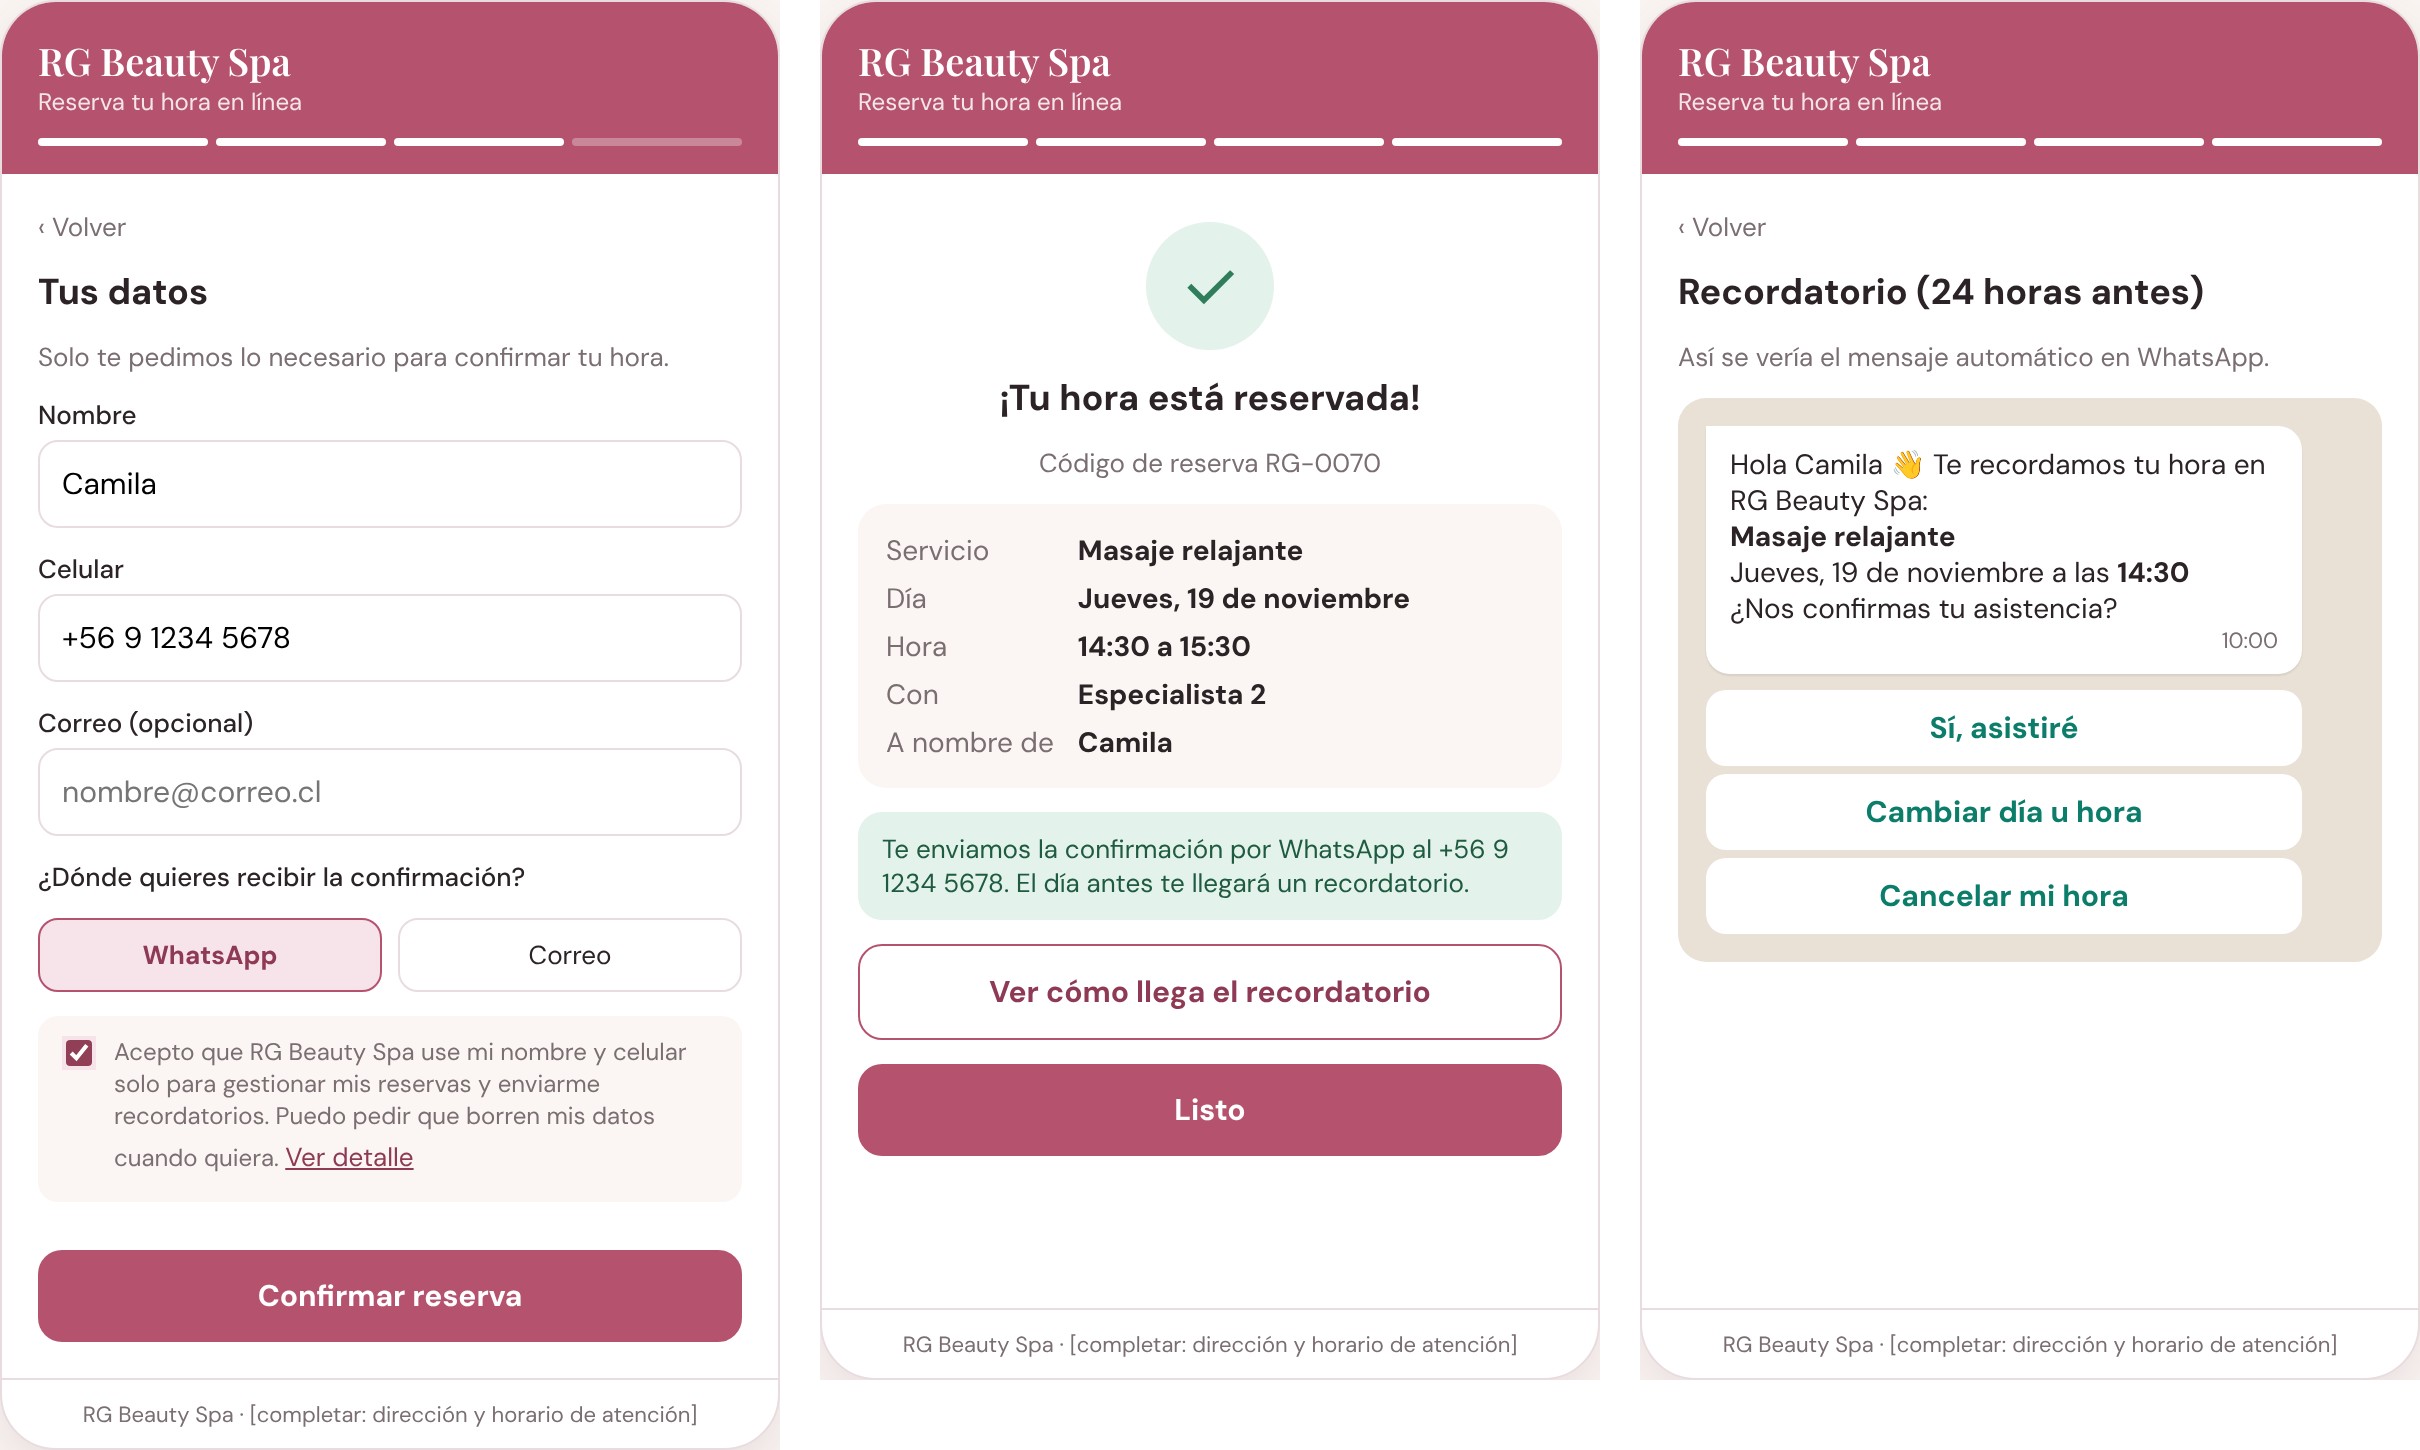 RG Beauty Spa
Reserva tu hora en línea
‹ Volver
Tus datos
Solo te pedimos lo necesario para confirmar tu hora.
Nombre
Camila
Celular
+56 9 1234 5678
Correo (opcional)
nombre@correo.cl
¿Dónde quieres recibir la confirmación?
WhatsApp
Correo
Acepto que RG Beauty Spa use mi nombre y celular
solo para gestionar mis reservas y enviarme
recordatorios. Puedo pedir que borren mis datos
cuando quiera. Ver detalle
Confirmar reserva
RG Beauty Spa · [completar: dirección y horario de atención]
RG Beauty Spa
Reserva tu hora en línea
¡Tu hora está reservada!
Código de reserva RG-0070
Servicio Masaje relajante
Día Jueves, 19 de noviembre
Hora 14:30 a 15:30
Con Especialista 2
A nombre de Camila
Te enviamos la confirmación por WhatsApp al +56 9
1234 5678. El día antes te llegará un recordatorio.
Ver cómo llega el recordatorio
Listo
RG Beauty Spa · [completar: dirección y horario de atención]
RG Beauty Spa
Reserva tu hora en línea
‹ Volver
Recordatorio (24 horas antes)
Así se vería el mensaje automático en WhatsApp.
Hola Camila 👋 Te recordamos tu hora en
RG Beauty Spa:
Masaje relajante
Jueves, 19 de noviembre a las 14:30
¿Nos confirmas tu asistencia?
10:00
Sí, asistiré
Cambiar día u hora
Cancelar mi hora
RG Beauty Spa · [completar: dirección y horario de atención]